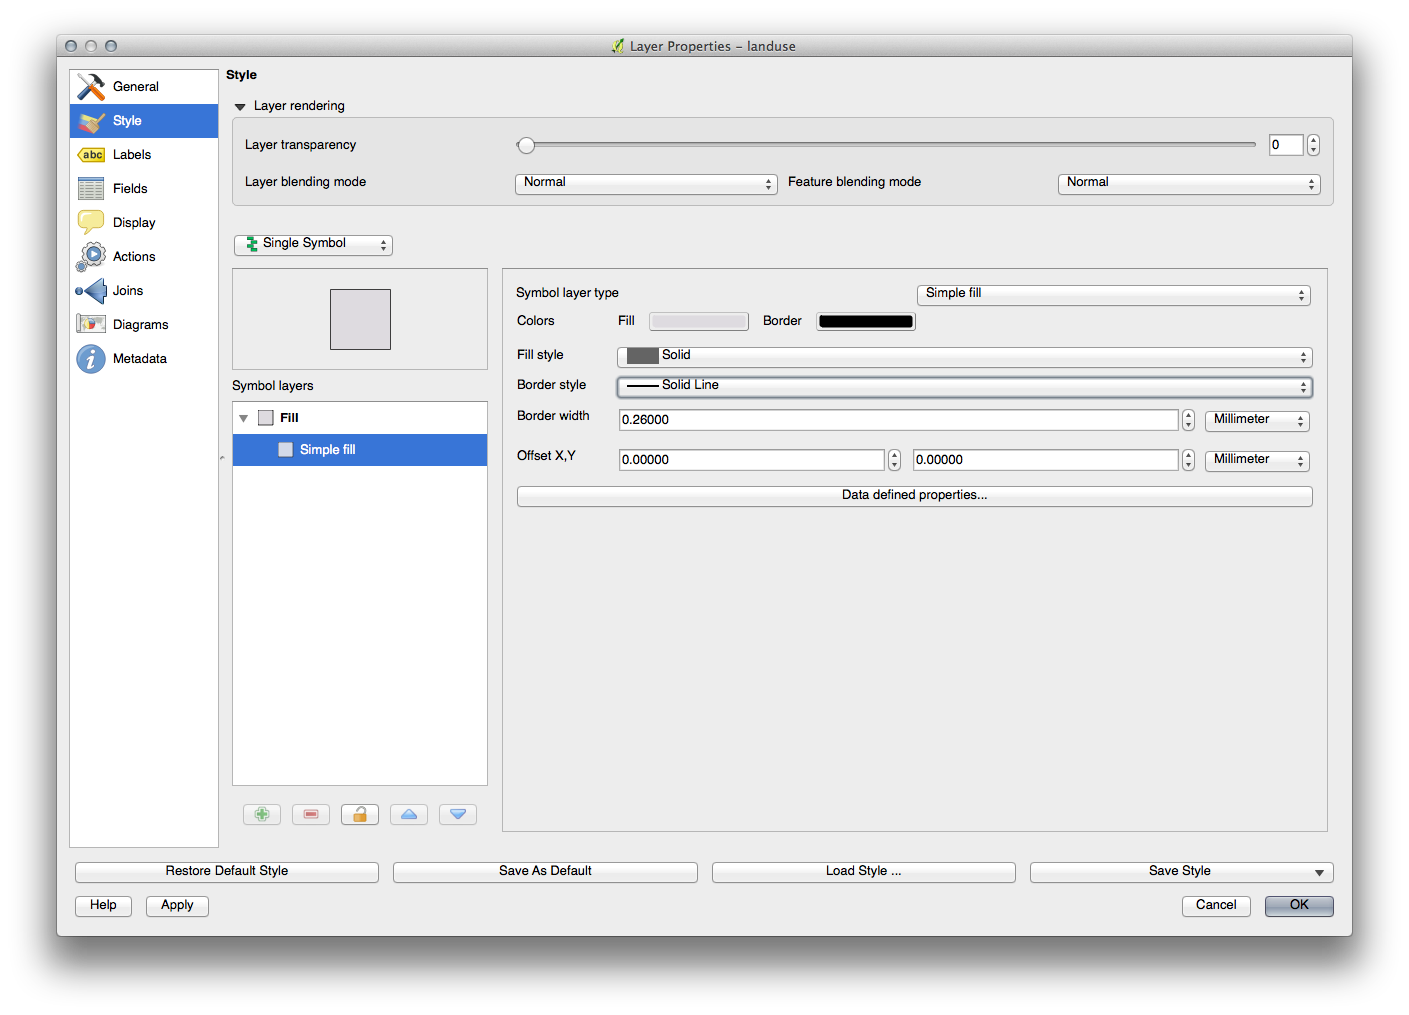 Layer Properties - landuse
General
Style
Labels
abc
Fields
Display
Actions
Joins
Diagrams
Metadata
Style
Layer rendering
Layer transparency
0
Layer blending mode
Normal
Feature blending mode
Normal
Single Symbol
Symbol layers
Fill
Simple fill
Symbol layer type
Simple fill
Colors
Fill
Border
Fill style
Solid
Border style
Solid Line
Border width
0.26000
Millimeter
Offset X,Y
0.00000
0.00000
Millimeter
Data defined properties...
Restore Default Style
Save As Default
Load Style ...
Save Style
Help
Apply
Cancel
OK